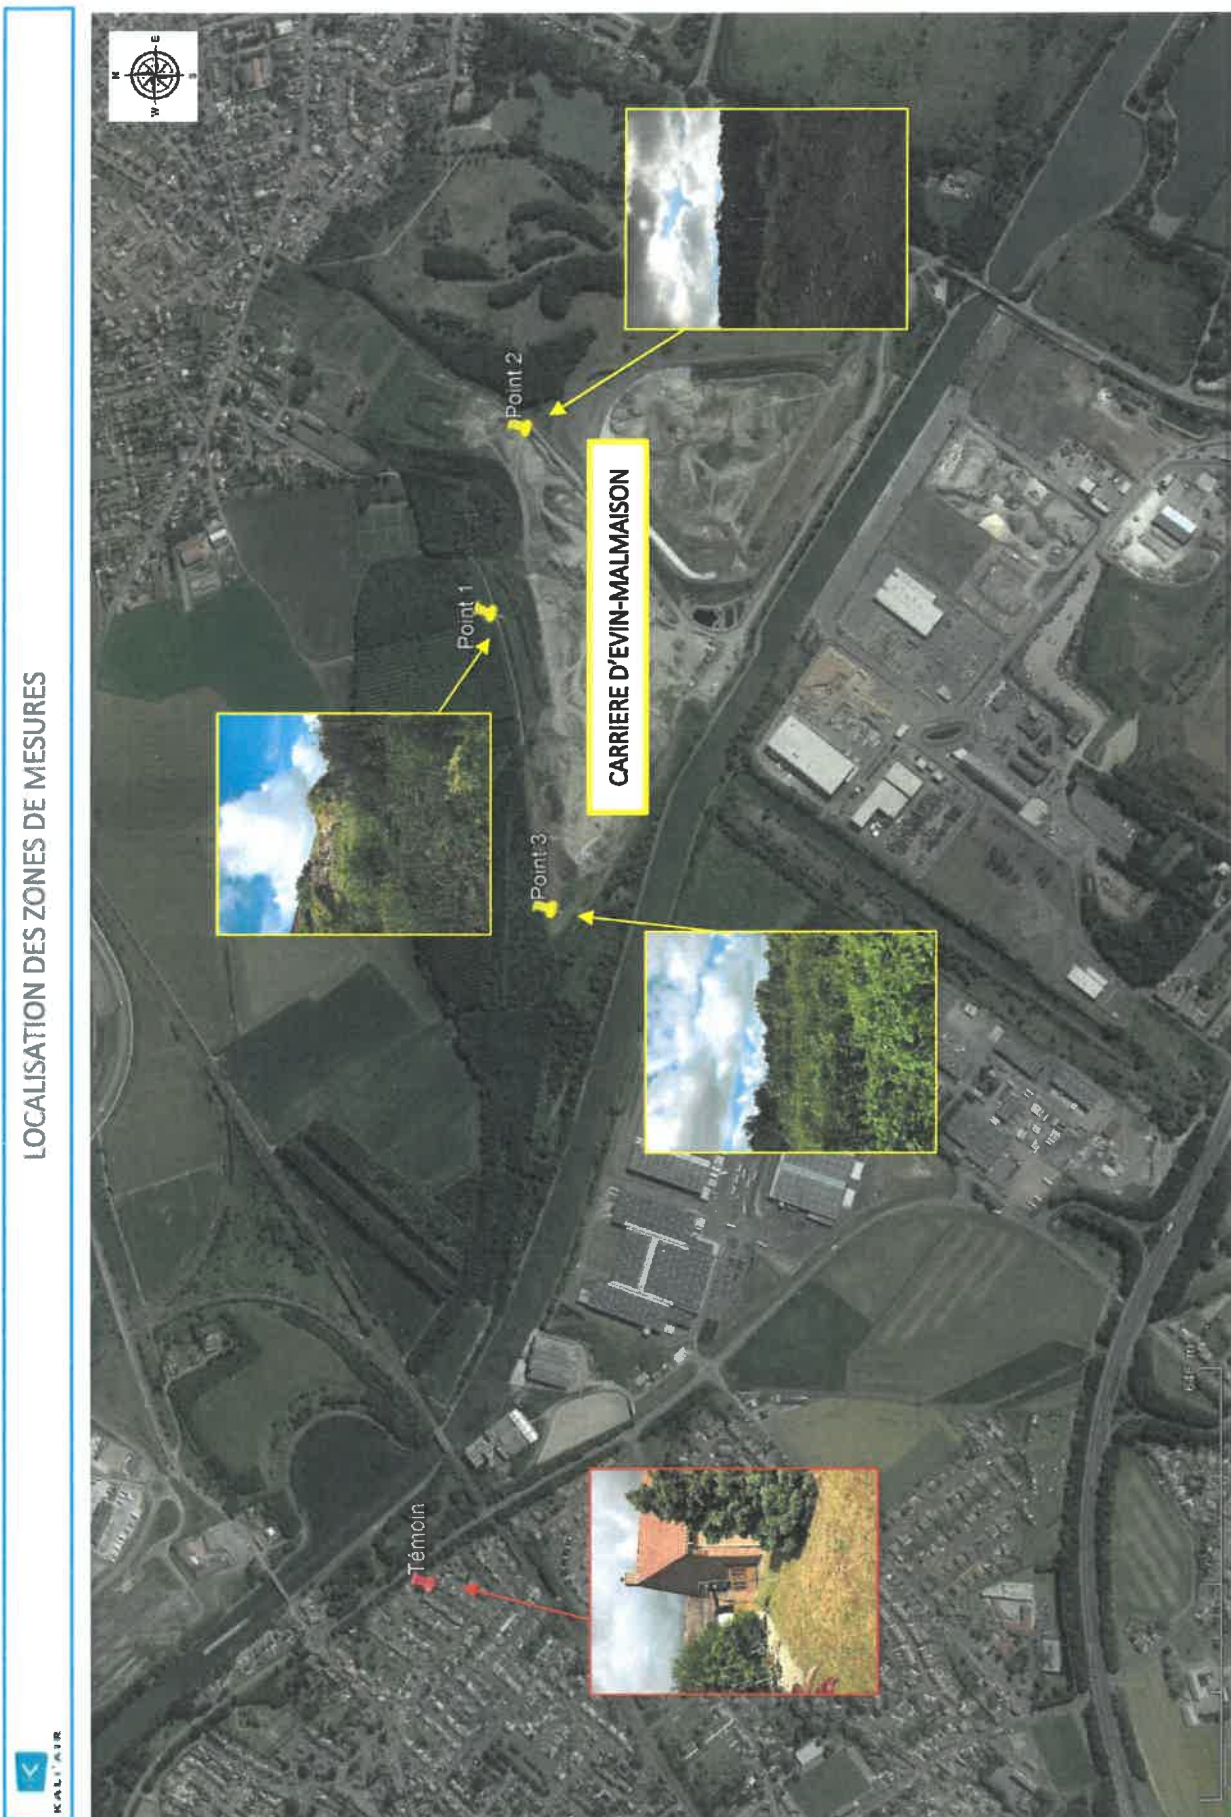 KALI'AIR
LOCALISATION DES ZONES DE MESURES
N
W
E
S
Témoin
Point 3
Point 1
Point 2
CARRIERE D'EVIN-MALMAISON